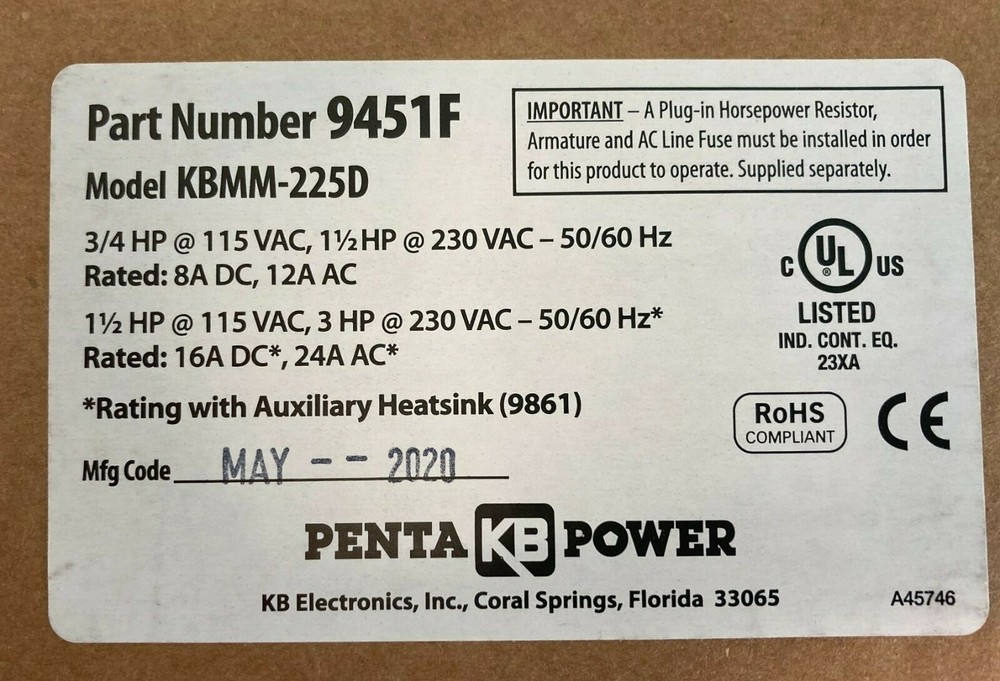 Part Number 9451F
Model KBMM-225D
IMPORTANT – A Plug-in Horsepower Resistor,
Armature and AC Line Fuse must be installed in order
for this product to operate. Supplied separately.
3/4 HP @ 115 VAC, 1½ HP @ 230 VAC – 50/60 Hz
Rated: 8A DC, 12A AC
1½ HP @ 115 VAC, 3 HP @ 230 VAC – 50/60 Hz*
Rated: 16A DC*, 24A AC*
*Rating with Auxiliary Heatsink (9861)
C UL ® US
LISTED
IND. CONT. EQ.
23XA
RoHS
COMPLIANT
CE
Mfg Code MAY -- 2020
PENTA KB POWER
KB Electronics, Inc., Coral Springs, Florida 33065
A45746